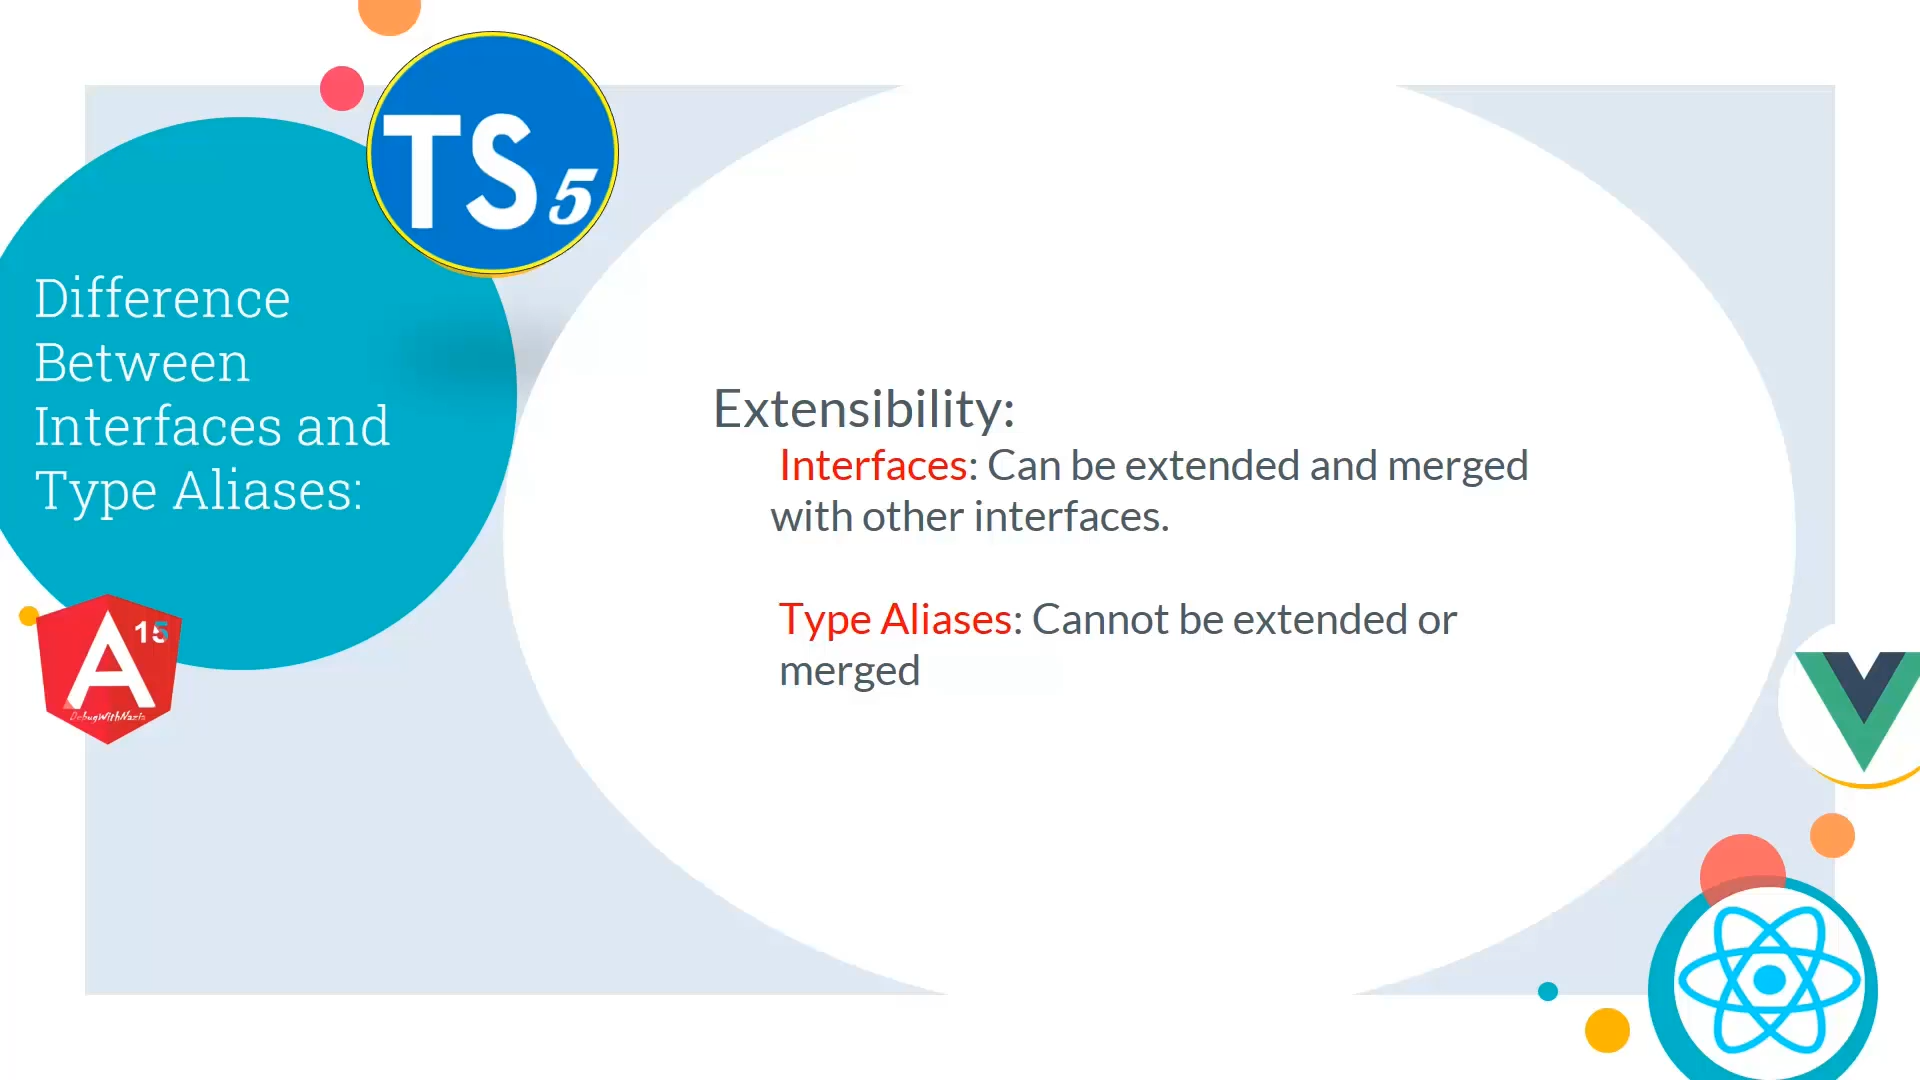 TS5
Difference
Between
Interfaces and
Type Aliases:
Extensibility:
Interfaces: Can be extended and merged
with other interfaces.
Type Aliases: Cannot be extended or
merged
A 15
DebugWithNazia